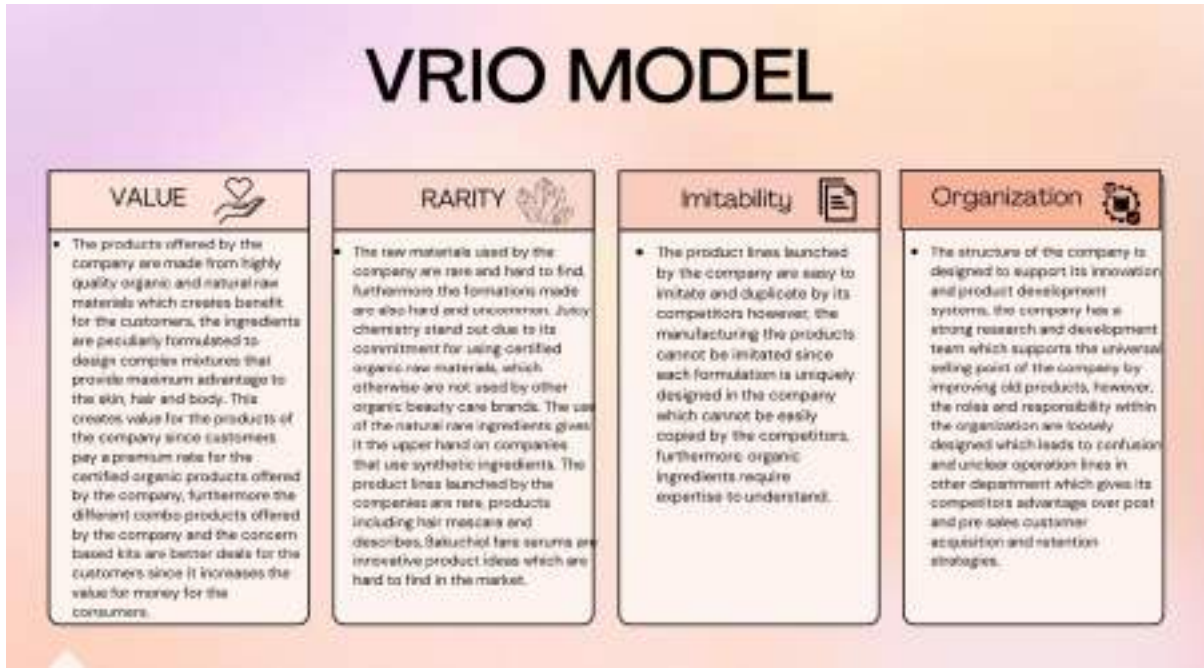 VRIO MODEL
VALUE
The products offered by the
company are made from highly
quality organic and natural raw
materials which creates benefit
for the customers, the ingredients
are peculiarly formulated to
design complex mixtures that
provide maximum advantage to
the skin, hair and body. This
creates value for the products of
the company since customers
pay a premium rate for the
certified organic products offered
by the company, furthermore the
different combo products offered
by the company and the concern
based kits are better deals for the
customers since it increases the
value for money for the
consumers.
RARITY
The raw materials used by the
company are rare and hard to find,
furthermore the formations made
are also hard and uncommon. Juicy
chemistry stand out due to its
commitment for using certified
organic raw materials, which
otherwise are not used by other
organic beauty care brands. The use
of the natural rare ingredients gives
it the upper hand on companies
that use synthetic ingredients. The
product lines launched by the
companies are rare, products
including hair mascara and
describes, Bakuchiol fare serums are
innovative product ideas which are
hard to find in the market.
Imitability
The product lines launched
by the company are easy to
imitate and duplicate by its
competitors however, the
manufacturing the products
cannot be imitated since
each formulation is uniquely
designed in the company
which cannot be easily
copied by the competitors,
furthermore organic
ingredients require
expertise to understand.
Organization
The structure of the company is
designed to support its innovation
and product development
systems, the company has a
strong research and development
team which supports the universal
selling point of the company by
improving old products, however,
the roles and responsibility within
the organization are loosely
designed which leads to confusion
and unclear operation lines in
other department which gives its
competitors advantage over post
and pre sales customer
acquisition and retention
strategies.